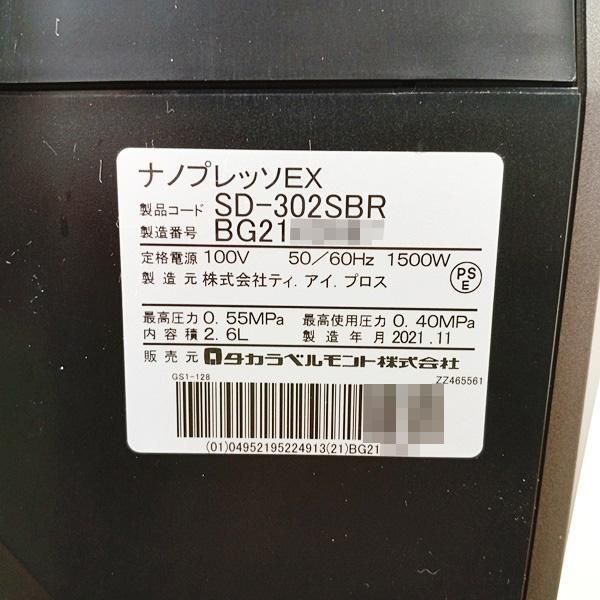 ナノプレッソEX
製品コード SD-302SBR
製造番号 BG21
定格電源 100V 50/60Hz 1500W
製造元 株式会社ティ.アイ.プロス
PSE
最高圧力 0.55MPa 最高使用圧力 0.40MPa
内容積 2.6L 製造年月 2021.11
販売元 タカラベルモント株式会社
GS1-128 ZZ465561
(01)04952195224913(21)BG21